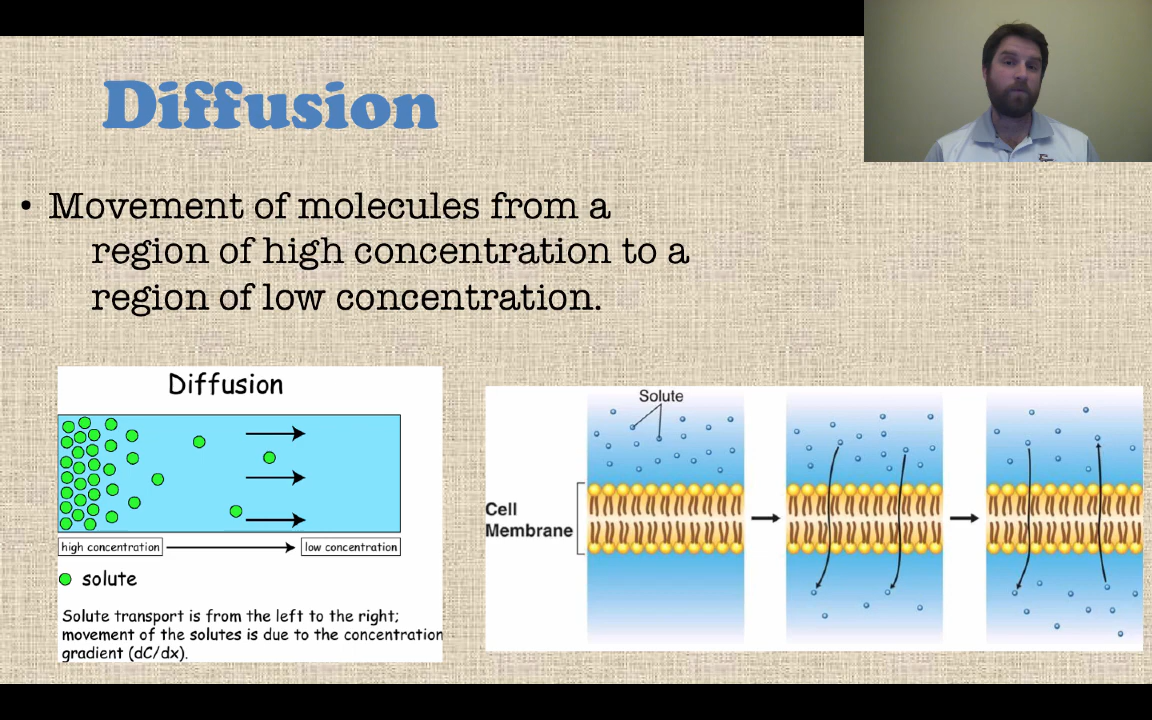 Diffusion
• Movement of molecules from a
region of high concentration to a
region of low concentration.
Diffusion
high concentration
low concentration
solute
Solute transport is from the left to the right;
movement of the solutes is due to the concentration
gradient (dC/dx).
Solute
Cell
Membrane